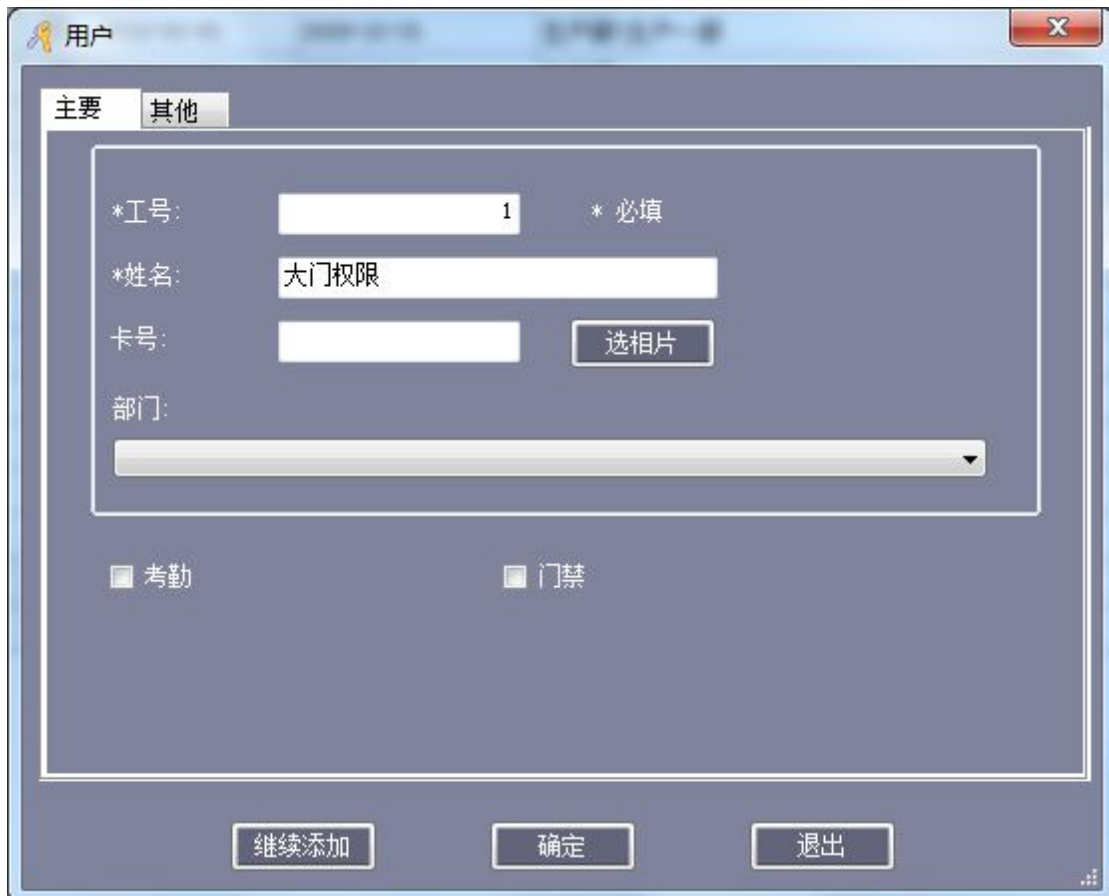 用户
主要 其他
*工号: 1 * 必填
*姓名: 大门权限
卡号: 选相片
部门:
考勤 门禁
继续添加 确定 退出